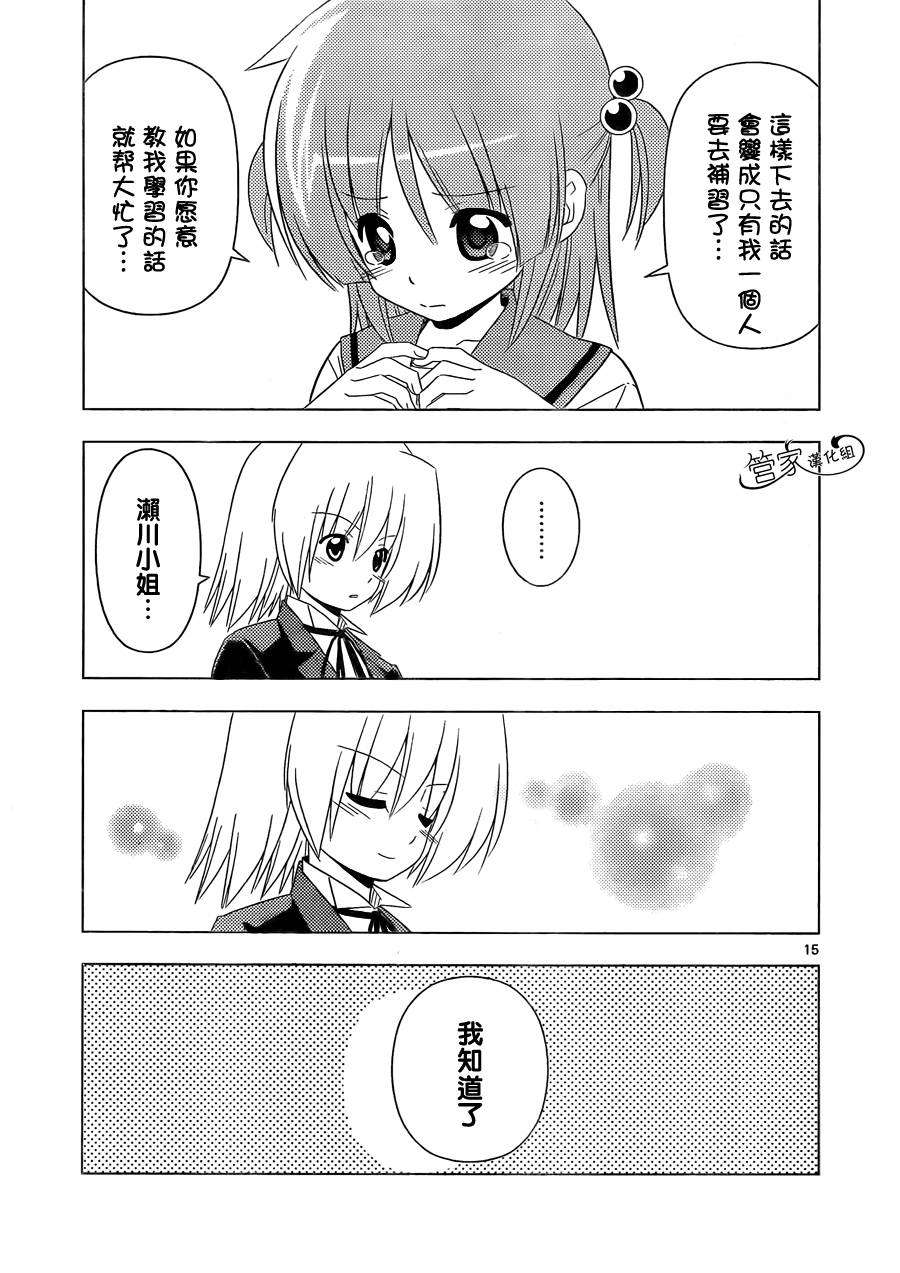 這樣下去的話
會變成只有我一個人
要去補習了…
如果你愿意
教我學習的話
就帮大忙了…
管家漢化組
………
瀨川小姐…
15
我知道了